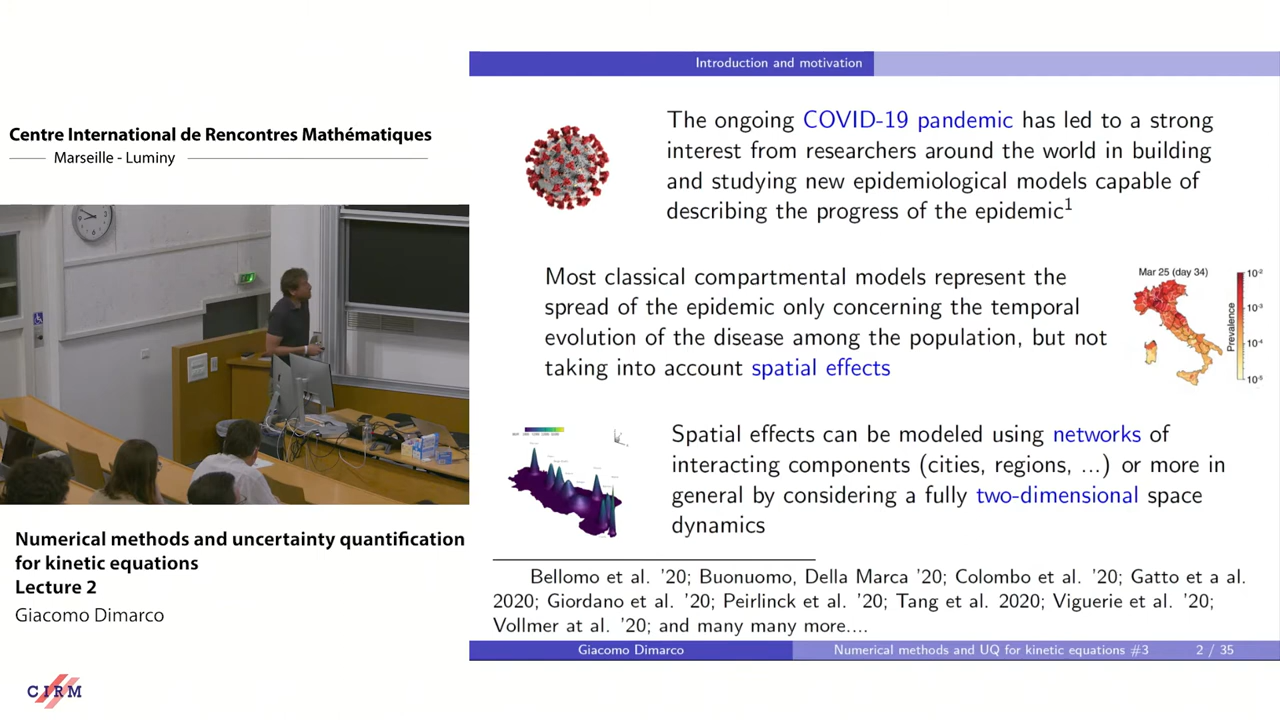 Centre International de Rencontres Mathématiques
Marseille - Luminy
Numerical methods and uncertainty quantification
for kinetic equations
Lecture 2
Giacomo Dimarco
CIRM
Introduction and motivation
The ongoing COVID-19 pandemic has led to a strong
interest from researchers around the world in building
and studying new epidemiological models capable of
describing the progress of the epidemic¹
Most classical compartmental models represent the
spread of the epidemic only concerning the temporal
evolution of the disease among the population, but not
taking into account spatial effects
Mar 25 (day 34)
10⁻²
10⁻³
10⁻⁴
10⁻⁵
Prevalence
Spatial effects can be modeled using networks of
interacting components (cities, regions, ...) or more in
general by considering a fully two-dimensional space
dynamics
Bellomo et al. '20; Buonuomo, Della Marca '20; Colombo et al. '20; Gatto et a al.
2020; Giordano et al. '20; Peirlinck et al. '20; Tang et al. 2020; Viguerie et al. '20;
Vollmer at al. '20; and many many more....
Giacomo Dimarco
Numerical methods and UQ for kinetic equations #3
2 / 35